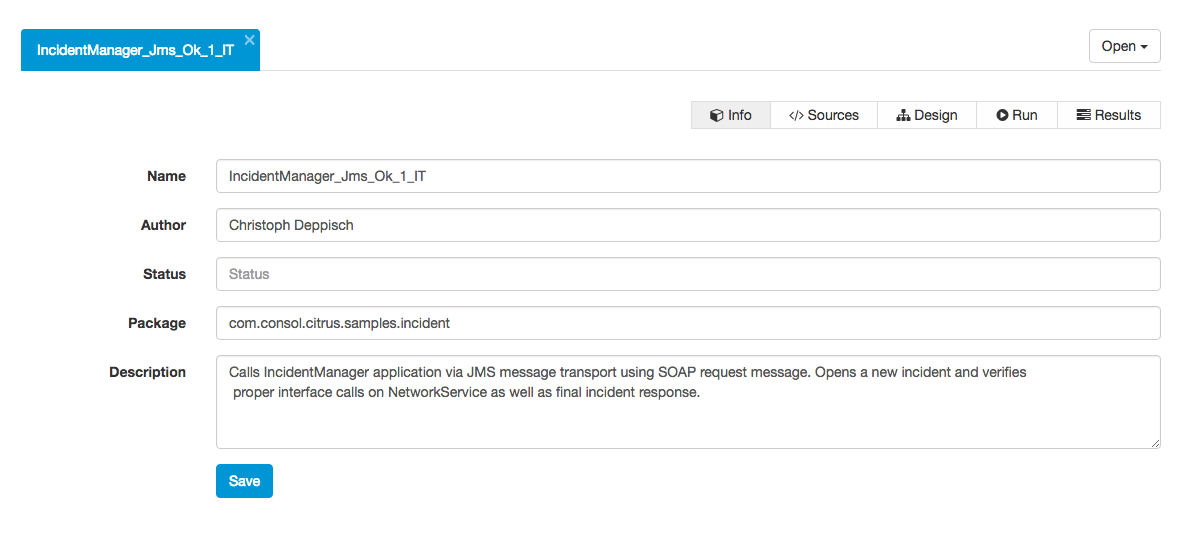 IncidentManager_Jms_Ok_1_IT ×
Open
Info </> Sources Design Run Results
Name IncidentManager_Jms_Ok_1_IT
Author Christoph Deppisch
Status Status
Package com.consol.citrus.samples.incident
Description Calls IncidentManager application via JMS message transport using SOAP request message. Opens a new incident and verifies
proper interface calls on NetworkService as well as final incident response.
Save